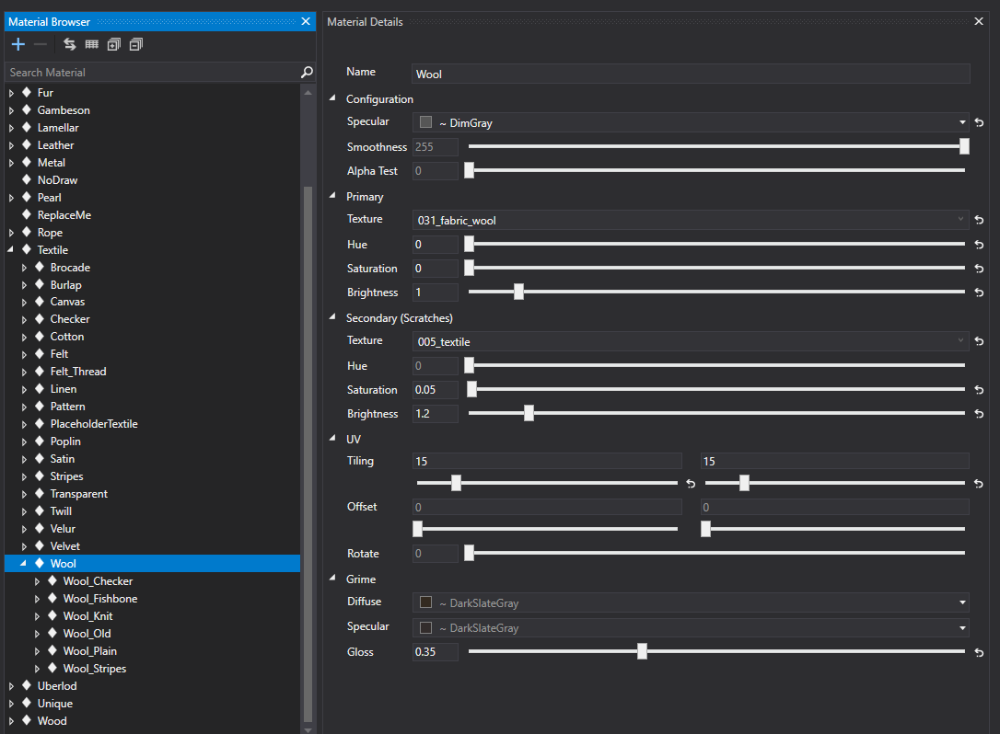 Material Browser
Search Material
Fur
Gambeson
Lamellar
Leather
Metal
NoDraw
Pearl
ReplaceMe
Rope
Textile
Brocade
Burlap
Canvas
Checker
Cotton
Felt
Felt_Thread
Linen
Pattern
PlaceholderTextile
Poplin
Satin
Stripes
Transparent
Twill
Velur
Velvet
Wool
Wool_Checker
Wool_Fishbone
Wool_Knit
Wool_Old
Wool_Plain
Wool_Stripes
Uberlod
Unique
Wood
Material Details
Name Wool
Configuration
Specular ~ DimGray
Smoothness 255
Alpha Test 0
Primary
Texture 031_fabric_wool
Hue 0
Saturation 0
Brightness 1
Secondary (Scratches)
Texture 005_textile
Hue 0
Saturation 0.05
Brightness 1.2
UV
Tiling 15 15
Offset 0 0
Rotate 0
Grime
Diffuse ~ DarkSlateGray
Specular ~ DarkSlateGray
Gloss 0.35